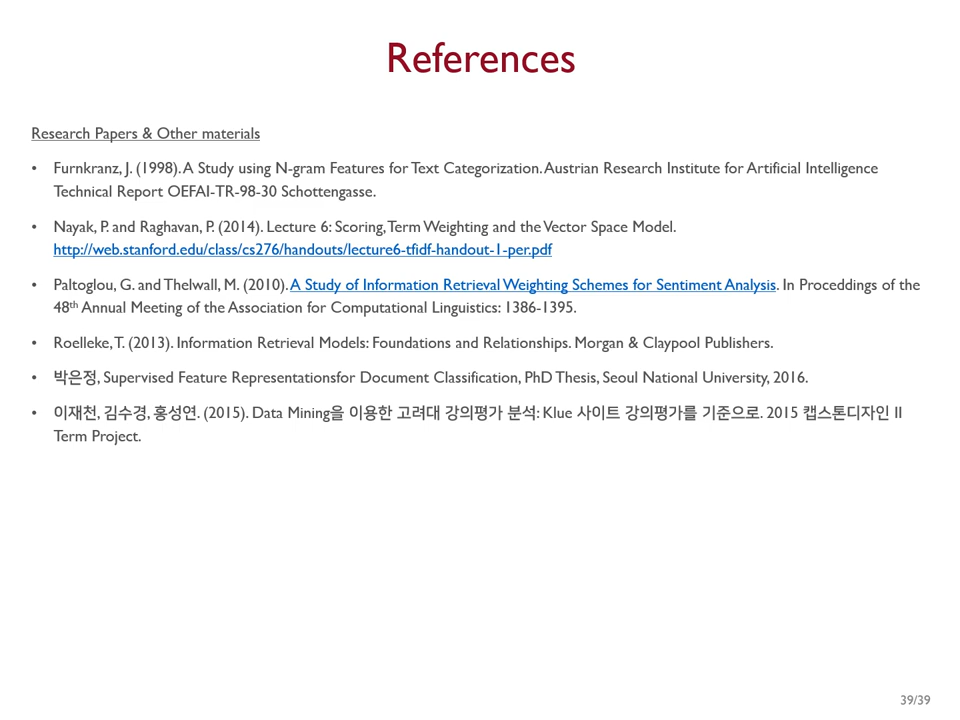 References
Research Papers & Other materials
• Furnkranz, J. (1998). A Study using N-gram Features for Text Categorization. Austrian Research Institute for Artificial Intelligence
Technical Report OEFAI-TR-98-30 Schottengasse.
• Nayak, P. and Raghavan, P. (2014). Lecture 6: Scoring, Term Weighting and the Vector Space Model.
http://web.stanford.edu/class/cs276/handouts/lecture6-tfidf-handout-1-per.pdf
• Paltoglou, G. and Thelwall, M. (2010). A Study of Information Retrieval Weighting Schemes for Sentiment Analysis. In Proceddings of the
48th Annual Meeting of the Association for Computational Linguistics: 1386-1395.
• Roelleke, T. (2013). Information Retrieval Models: Foundations and Relationships. Morgan & Claypool Publishers.
• 박은정, Supervised Feature Representationsfor Document Classification, PhD Thesis, Seoul National University, 2016.
• 이재천, 김수경, 홍성연. (2015). Data Mining을 이용한 고려대 강의평가 분석: Klue 사이트 강의평가를 기준으로. 2015 캡스톤디자인 II
Term Project.
39/39